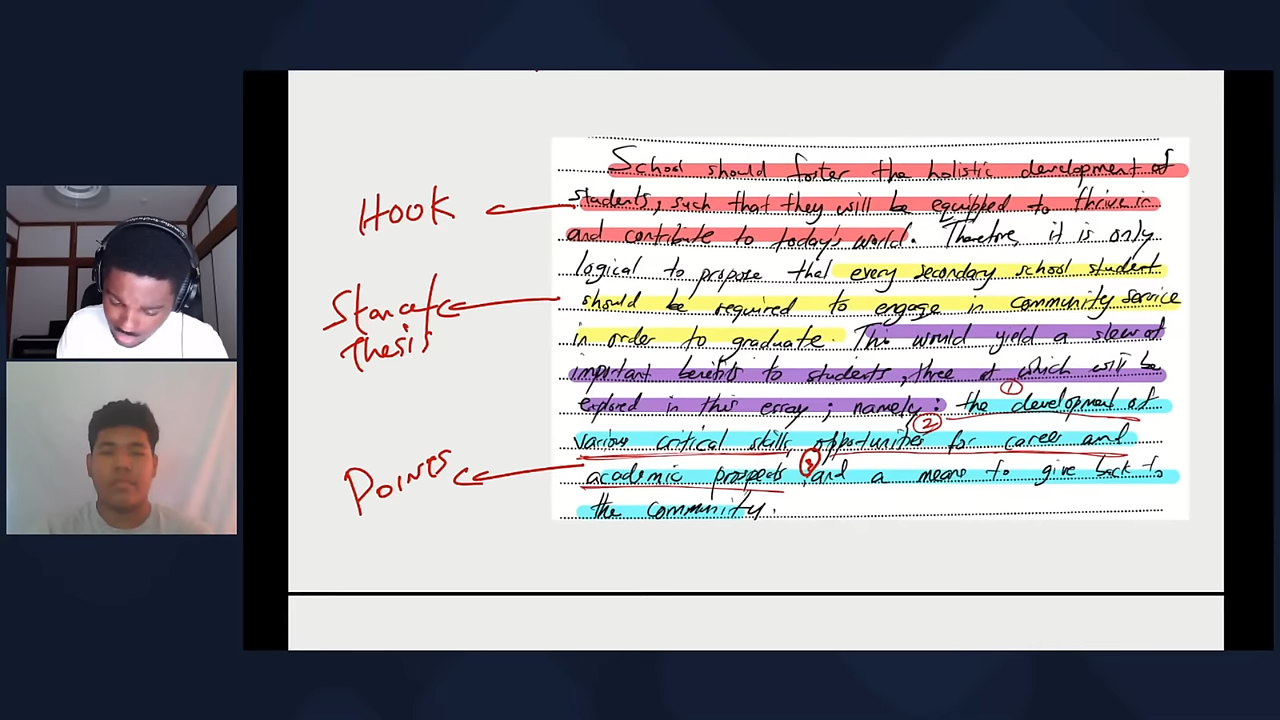 Hook
Stance/
Thesis
Points
School should foster the holistic development of
students, such that they will be equipped to thrive in
and contribute to today's world. Therefore, it is only
logical to propose that every secondary school student
should be required to engage in community service
in order to graduate. This would yield a slew of
important benefits to students, three of which will be
explored in this essay; namely: the development of
various critical skills, opportunities for career and
academic prospects, and a means to give back to
the community.
1
2
3